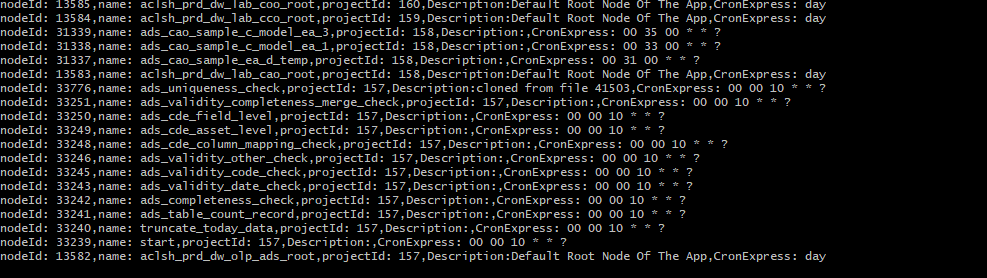 nodeId: 13585,name: aclsh_prd_dw_lab_coo_root,projectId: 160,Description:Default Root Node Of The App,CronExpress: day
nodeId: 13584,name: aclsh_prd_dw_lab_cro_root,projectId: 159,Description:Default Root Node Of The App,CronExpress: day
nodeId: 31339,name: ads_cao_sample_c_model_ea_3,projectId: 158,Description:,CronExpress: 00 35 00 * * ?
nodeId: 31338,name: ads_cao_sample_c_model_ea_1,projectId: 158,Description:,CronExpress: 00 33 00 * * ?
nodeId: 31337,name: ads_cao_sample_ea_d_temp,projectId: 158,Description:,CronExpress: 00 31 00 * * ?
nodeId: 13583,name: aclsh_prd_dw_lab_cao_root,projectId: 158,Description:Default Root Node Of The App,CronExpress: day
nodeId: 33776,name: ads_uniqueness_check,projectId: 157,Description:cloned from file 41503,CronExpress: 00 00 10 * * ?
nodeId: 33251,name: ads_validity_completeness_merge_check,projectId: 157,Description:,CronExpress: 00 00 10 * * ?
nodeId: 33250,name: ads_cde_field_level,projectId: 157,Description:,CronExpress: 00 00 10 * * ?
nodeId: 33249,name: ads_cde_asset_level,projectId: 157,Description:,CronExpress: 00 00 10 * * ?
nodeId: 33248,name: ads_cde_column_mapping_check,projectId: 157,Description:,CronExpress: 00 00 10 * * ?
nodeId: 33246,name: ads_validity_other_check,projectId: 157,Description:,CronExpress: 00 00 10 * * ?
nodeId: 33245,name: ads_validity_code_check,projectId: 157,Description:,CronExpress: 00 00 10 * * ?
nodeId: 33243,name: ads_validity_date_check,projectId: 157,Description:,CronExpress: 00 00 10 * * ?
nodeId: 33242,name: ads_completeness_check,projectId: 157,Description:,CronExpress: 00 00 10 * * ?
nodeId: 33241,name: ads_table_count_record,projectId: 157,Description:,CronExpress: 00 00 10 * * ?
nodeId: 33240,name: truncate_today_data,projectId: 157,Description:,CronExpress: 00 00 10 * * ?
nodeId: 33239,name: start,projectId: 157,Description:,CronExpress: 00 00 10 * * ?
nodeId: 13582,name: aclsh_prd_dw_olp_ads_root,projectId: 157,Description:Default Root Node Of The App,CronExpress: day